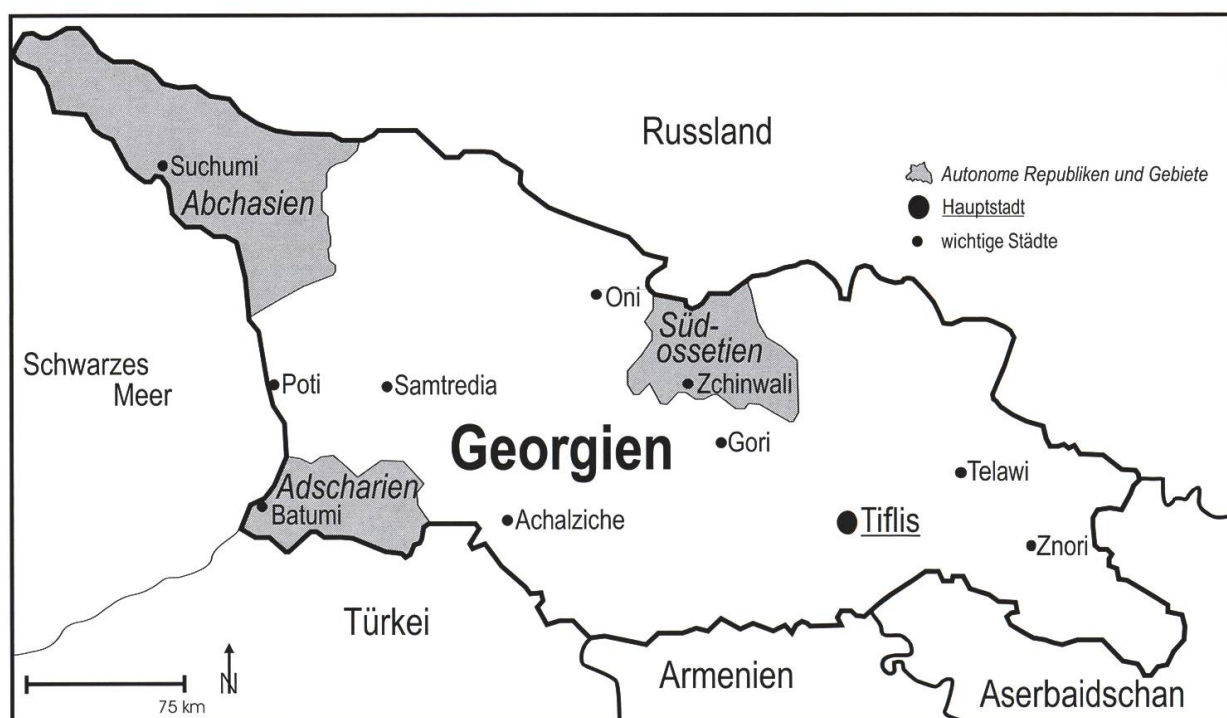 Russland
Suchumi
Abchasien
Autonome Republiken und Gebiete
Hauptstadt
wichtige Städte
Oni
Süd-
ossetien
Zchinwali
Schwarzes
Meer
Poti
Samtredia
Georgien
Gori
Telawi
Adscharien
Batumi
Achalziche
Tiflis
Znori
Türkei
Armenien
Aserbaidschan
N
75 km